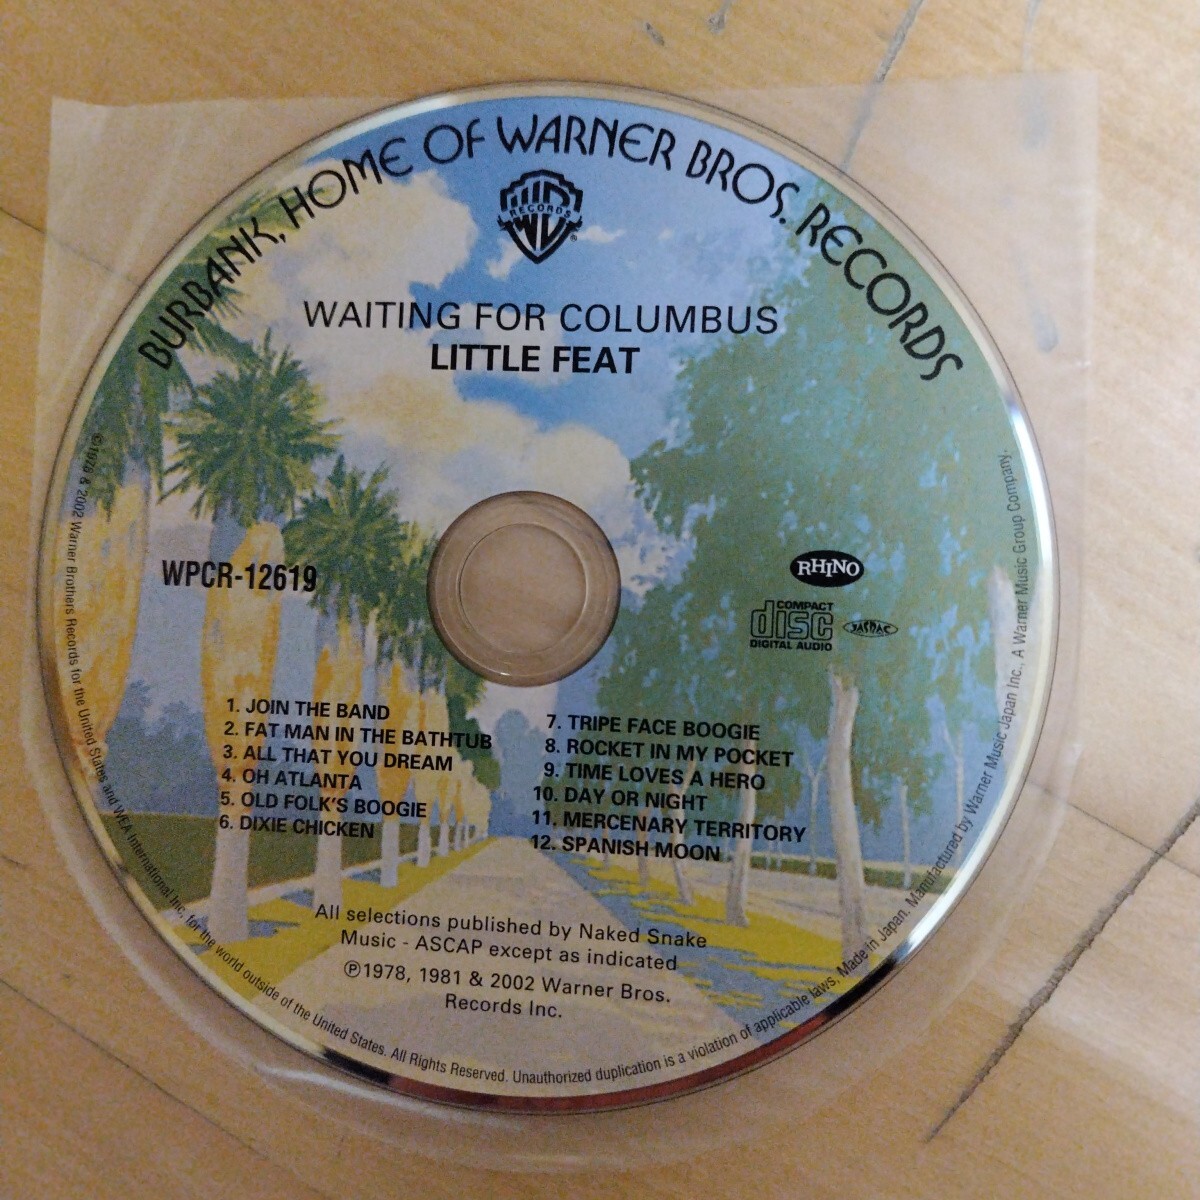 BURBANK, HOME OF WARNER BROS. RECORDS
RECORDS
WAITING FOR COLUMBUS
LITTLE FEAT
WPCR-12619
RHINO
COMPACT
disc
DIGITAL AUDIO
JASRAC
1. JOIN THE BAND
2. FAT MAN IN THE BATHTUB
3. ALL THAT YOU DREAM
4. OH ATLANTA
5. OLD FOLK'S BOOGIE
6. DIXIE CHICKEN
7. TRIPE FACE BOOGIE
8. ROCKET IN MY POCKET
9. TIME LOVES A HERO
10. DAY OR NIGHT
11. MERCENARY TERRITORY
12. SPANISH MOON
All selections published by Naked Snake
Music - ASCAP except as indicated
℗1978, 1981 & 2002 Warner Bros.
Records Inc.
©1978 & 2002 Warner Brothers Records for the United States and WEA International Inc. for the world outside of the United States. All Rights Reserved. Unauthorized duplication is a violation of applicable laws. Made in Japan. Manufactured by Warner Music Japan Inc., A Warner Music Group Company.